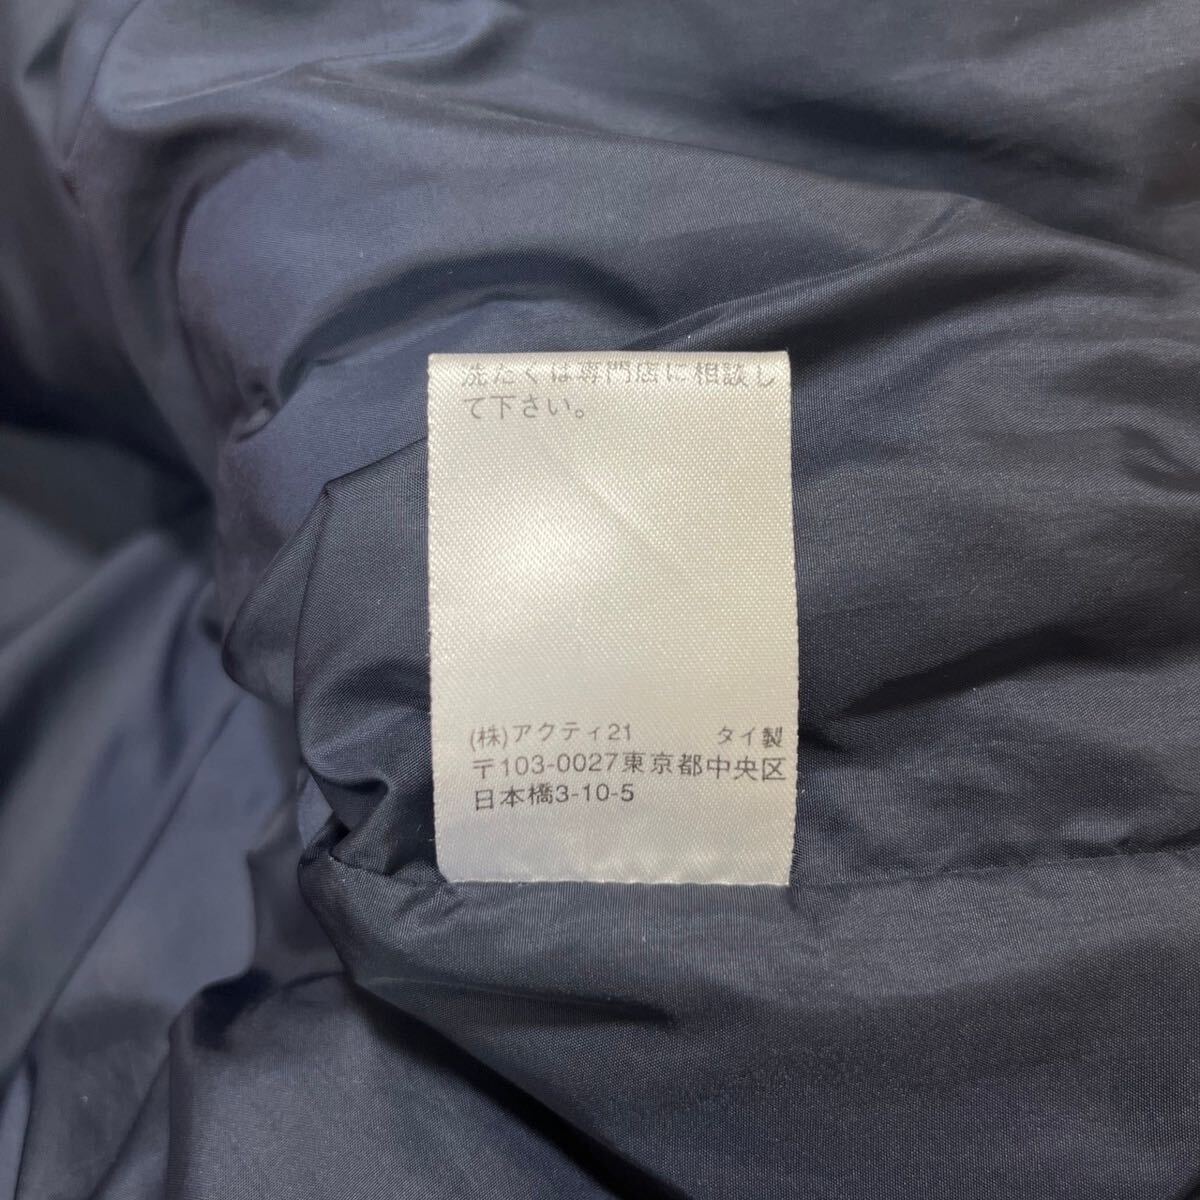 洗たくは専門店に相談し
て下さい。
(株)アクティ21 タイ製
〒103-0027東京都中央区
日本橋3-10-5